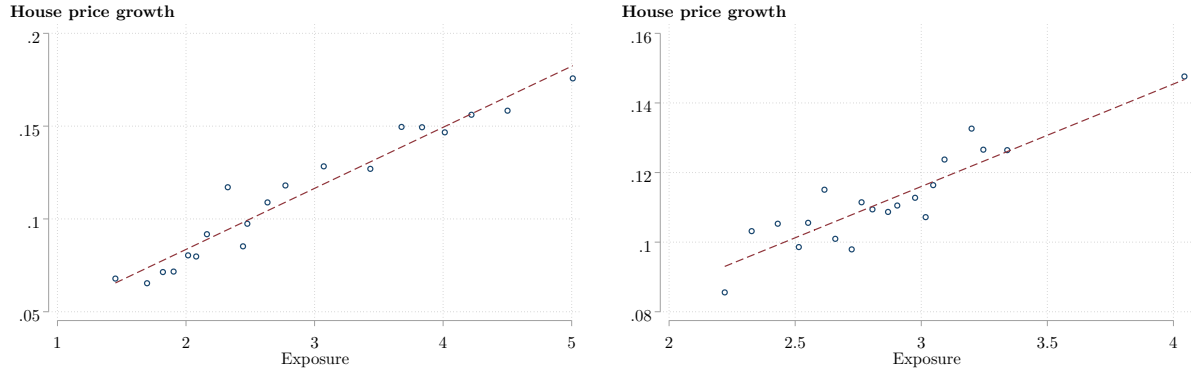 House price growth
.2
.15
.1
.05
1 2 3 4 5
Exposure
House price growth
.16
.14
.12
.1
.08
2 2.5 3 3.5 4
Exposure